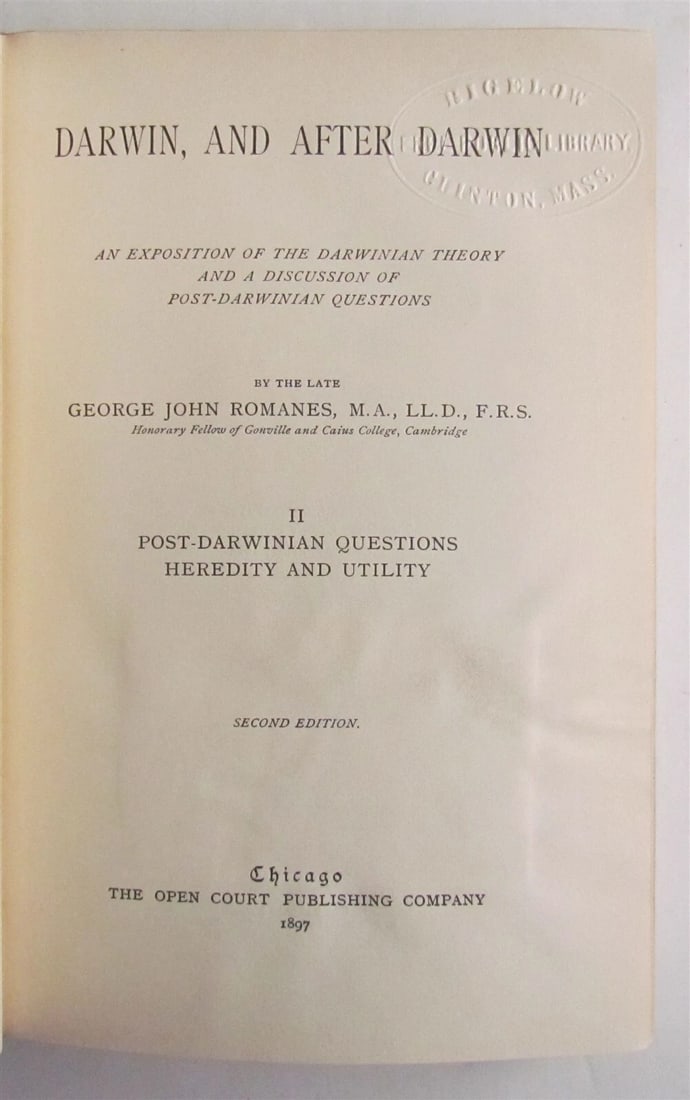 BIGELOW
LIBRARY
CLINTON, MASS.
DARWIN, AND AFTER DARWIN
AN EXPOSITION OF THE DARWINIAN THEORY
AND A DISCUSSION OF
POST-DARWINIAN QUESTIONS
BY THE LATE
GEORGE JOHN ROMANES, M.A., LL.D., F.R.S.
Honorary Fellow of Gonville and Caius College, Cambridge
II
POST-DARWINIAN QUESTIONS
HEREDITY AND UTILITY
SECOND EDITION.
Chicago
THE OPEN COURT PUBLISHING COMPANY
1897